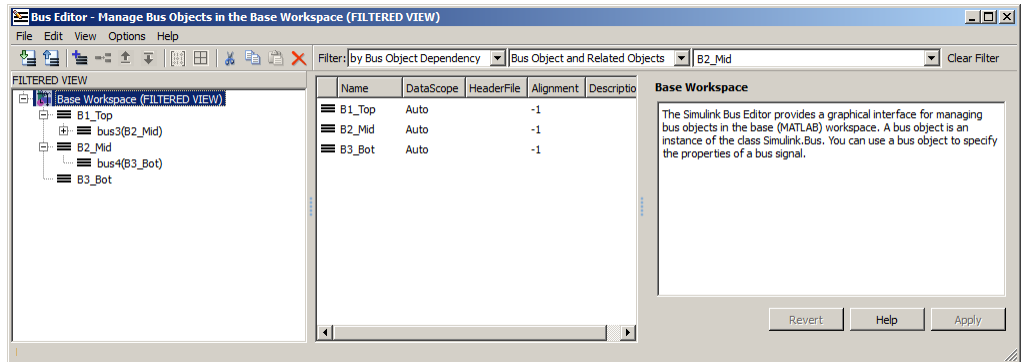 Bus Editor - Manage Bus Objects in the Base Workspace (FILTERED VIEW)
File Edit View Options Help
Filter: by Bus Object Dependency Bus Object and Related Objects B2_Mid Clear Filter
FILTERED VIEW
Base Workspace (FILTERED VIEW)
B1_Top
bus3(B2_Mid)
B2_Mid
bus4(B3_Bot)
B3_Bot
Name DataScope HeaderFile Alignment Descriptio
B1_Top Auto -1
B2_Mid Auto -1
B3_Bot Auto -1
Base Workspace
The Simulink Bus Editor provides a graphical interface for managing
bus objects in the base (MATLAB) workspace. A bus object is an
instance of the class Simulink.Bus. You can use a bus object to specify
the properties of a bus signal.
Revert Help Apply